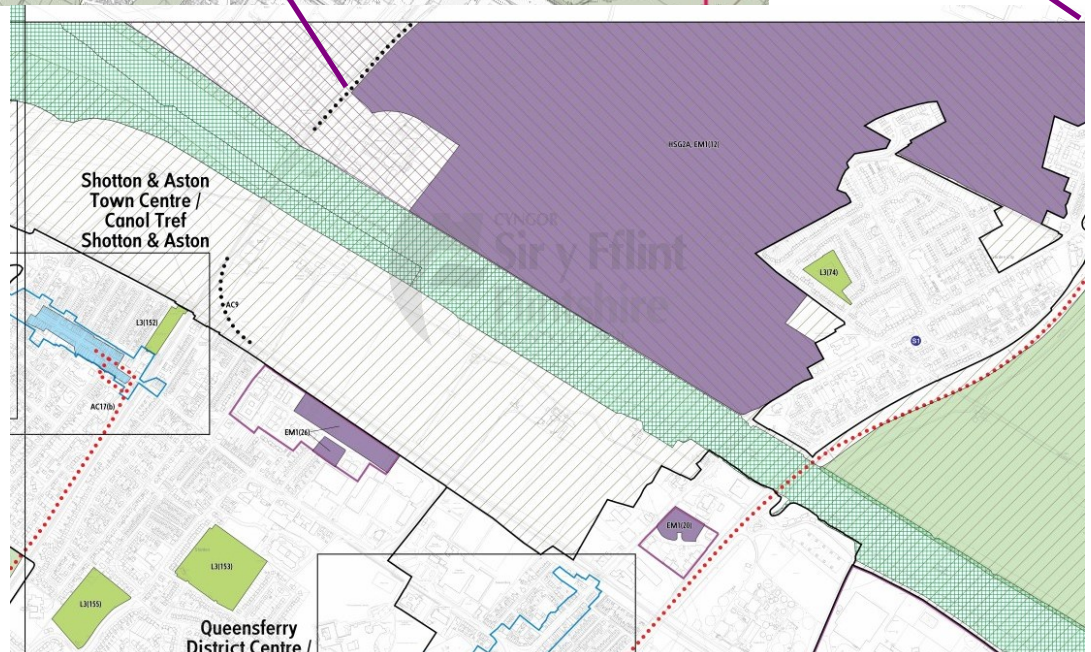 HSG2A, EM1(12)
Shotton & Aston
Town Centre /
Canol Tref
Shotton & Aston
CYNGOR
Sir y Fflint
Flintshire
L3(74)
AC9
L3(152)
S1
AC17(b)
EM1(26)
EM1(20)
L3(153)
L3(155)
Queensferry
District Centre /